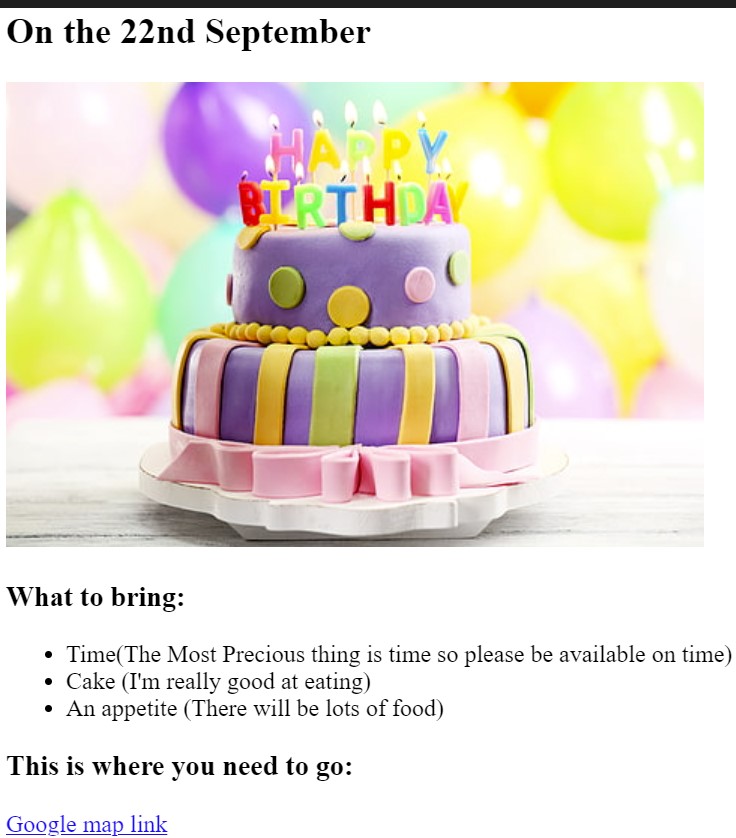 On the 22nd September
HAPPY
BIRTHDAY
What to bring:
Time(The Most Precious thing is time so please be available on time)
Cake (I'm really good at eating)
An appetite (There will be lots of food)
This is where you need to go:
Google map link